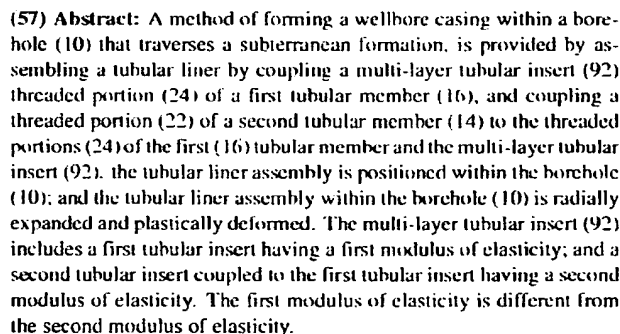 (57) Abstract: A method of forming a wellbore casing within a bore-
hole (10) that traverses a subterranean formation, is provided by as-
sembling a tubular liner by coupling a multi-layer tubular insert (92)
threaded portion (24) of a first tubular member (16), and coupling a
threaded portion (22) of a second tubular member (14) to the threaded
portions (24)of the first (16) tubular member and the multi-layer tubular
insert (92). the tubular liner assembly is positioned within the borehole
(10); and the tubular liner assembly within the borehole (10) is radially
expanded and plastically deformed. The multi-layer tubular insert (92)
includes a first tubular insert having a first modulus of elasticity; and a
second tubular insert coupled to the first tubular insert having a second
modulus of elasticity. The first modulus of elasticity is different from
the second modulus of elasticity.